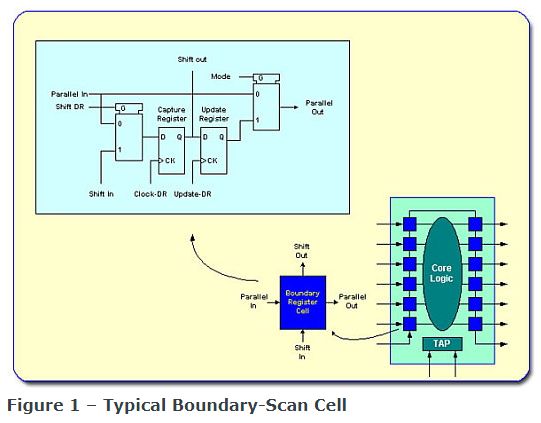 Shift out
Mode
G
Parallel In
0
Parallel
Out
Shift DR
G
Capture
Register
Update
Register
0
1
D Q
D Q
1
CK
CK
Shift In
Clock-DR
Update-DR
Shift
Out
Boundary
Register
Cell
Parallel
In
Parallel
Out
Shift
In
Core
Logic
TAP
Figure 1 – Typical Boundary-Scan Cell